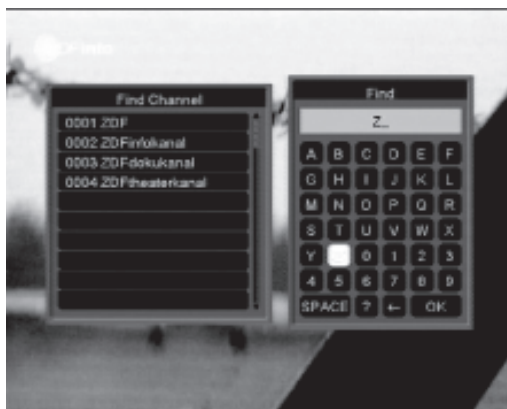 Find Channel
0001 ZDF
0002 ZDFinfokanal
0003 ZDFdokukanal
0004 ZDFtheaterkanal
Find
Z_
A B C D E F
G H I J K L
M N O P Q R
S T U V W X
Y 0 1 2 3
4 5 6 7 8 9
SPACE ? ← OK